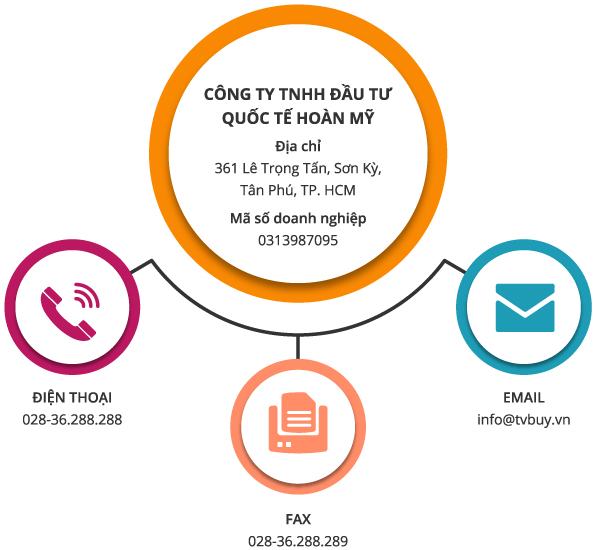 CÔNG TY TNHH ĐẦU TƯ
QUỐC TẾ HOÀN MỸ
Địa chỉ
361 Lê Trọng Tấn, Sơn Kỳ,
Tân Phú, TP. HCM
Mã số doanh nghiệp
0313987095
ĐIỆN THOẠI
028-36.288.288
EMAIL
info@tvbuy.vn
FAX
028-36.288.289